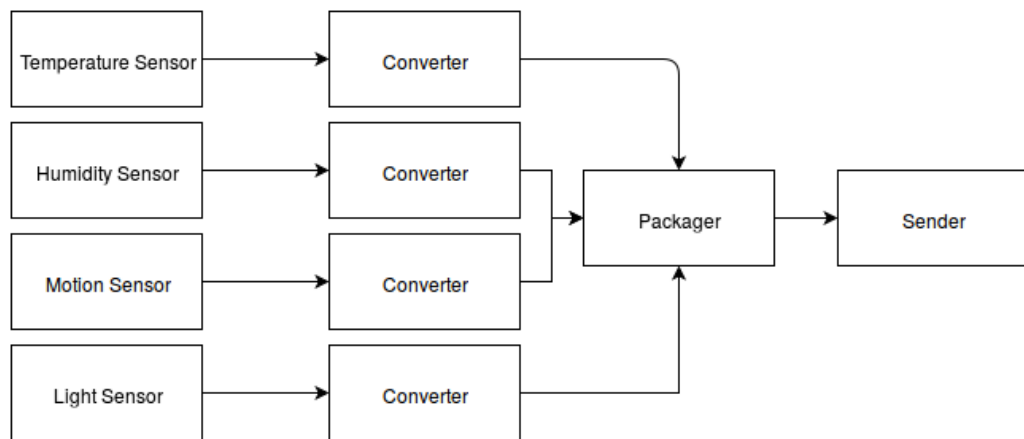 Temperature Sensor
Converter
Humidity Sensor
Converter
Packager
Sender
Motion Sensor
Converter
Light Sensor
Converter